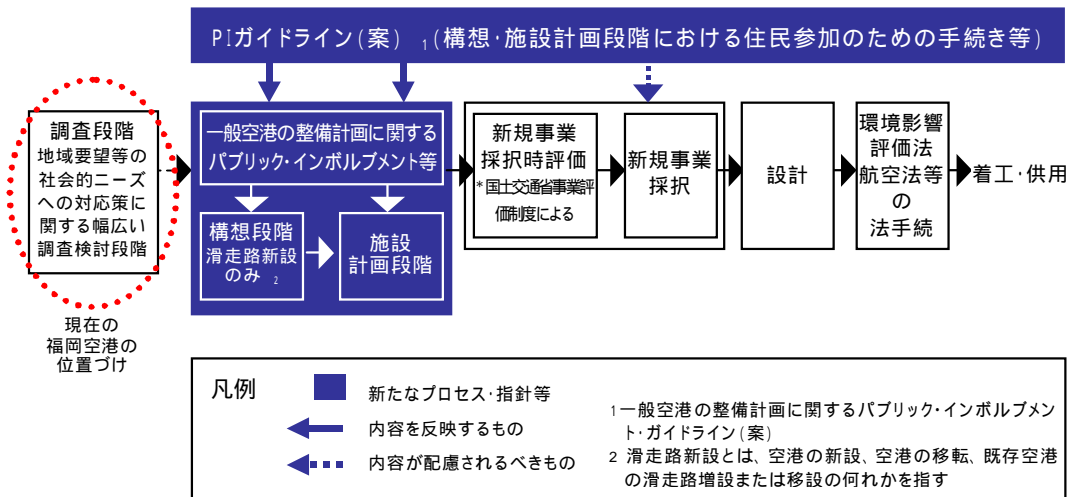 PIガイドライン(案) 1(構想・施設計画段階における住民参加のための手続き等)
調査段階
地域要望等の
社会的ニーズ
への対応策に
関する幅広い
調査検討段階
現在の
福岡空港の
位置づけ
一般空港の整備計画に関する
パブリック・インボルブメント等
構想段階
滑走路新設
のみ 2
施設
計画段階
新規事業
採択時評価
*国土交通省事業評
価制度による
新規事業
採択
設計
環境影響
評価法
航空法等
の
法手続
着工・供用
凡例
新たなプロセス・指針等
内容を反映するもの
内容が配慮されるべきもの
1一般空港の整備計画に関するパブリック・インボルブメン
ト・ガイドライン(案)
2 滑走路新設とは、空港の新設、空港の移転、既存空港
の滑走路増設または移設の何れかを指す